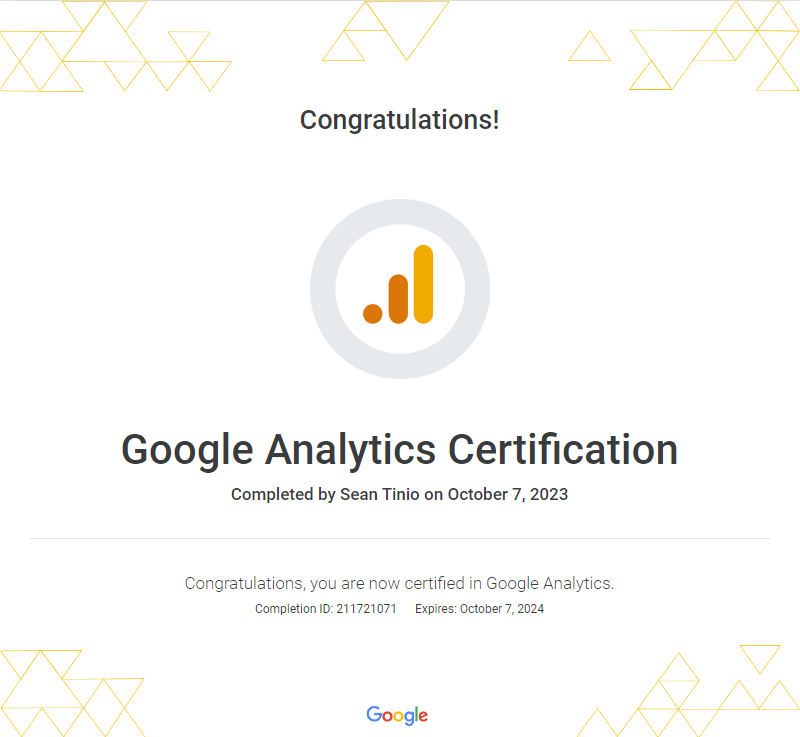 Congratulations!
Google Analytics Certification
Completed by Sean Tinio on October 7, 2023
Congratulations, you are now certified in Google Analytics.
Completion ID: 211721071 Expires: October 7, 2024
Google